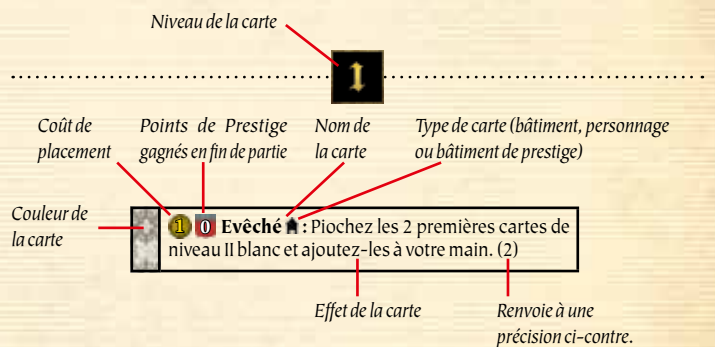 Niveau de la carte
1
Coût de
placement
Points de Prestige
gagnés en fin de partie
Nom de
la carte
Type de carte (bâtiment, personnage
ou bâtiment de prestige)
Couleur de
la carte
1 0 Evêché : Piochez les 2 premières cartes de
niveau II blanc et ajoutez-les à votre main. (2)
Effet de la carte
Renvoie à une
précision ci-contre.